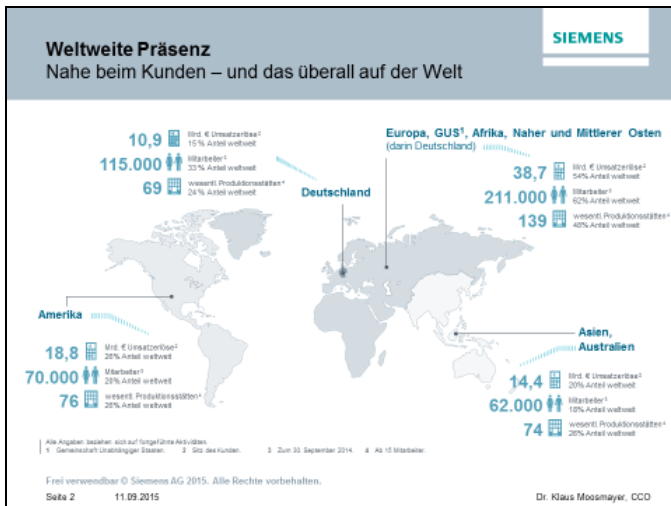 Weltweite Präsenz
Nahe beim Kunden – und das überall auf der Welt
SIEMENS
10,9 Mrd. € Umsatzerlöse²
15% Anteil weltweit
115.000 Mitarbeiter³
33% Anteil weltweit
69 wesentl. Produktionsstätten⁴
24% Anteil weltweit
Deutschland
Europa, GUS¹, Afrika, Naher und Mittlerer Osten
(darin Deutschland)
38,7 Mrd. € Umsatzerlöse²
54% Anteil weltweit
211.000 Mitarbeiter³
62% Anteil weltweit
139 wesentl. Produktionsstätten⁴
48% Anteil weltweit
Amerika
18,8 Mrd. € Umsatzerlöse²
26% Anteil weltweit
70.000 Mitarbeiter³
20% Anteil weltweit
76 wesentl. Produktionsstätten⁴
26% Anteil weltweit
Asien,
Australien
14,4 Mrd. € Umsatzerlöse²
20% Anteil weltweit
62.000 Mitarbeiter³
18% Anteil weltweit
74 wesentl. Produktionsstätten⁴
26% Anteil weltweit
Alle Angaben beziehen sich auf fortgeführte Aktivitäten.
1 Gemeinschaft Unabhängiger Staaten. 2 Sitz des Kunden. 3 Zum 30. September 2014. 4 Ab 15 Mitarbeiter.
Frei verwendbar © Siemens AG 2015. Alle Rechte vorbehalten.
Seite 2 11.09.2015 Dr. Klaus Moosmayer, CCO